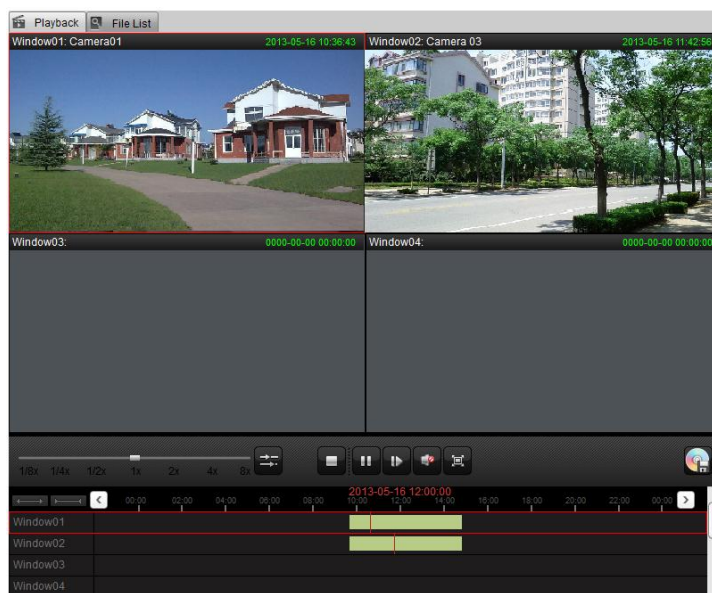 Playback File List
Window01: Camera01 2013-05-16 10:36:43 Window02: Camera 03 2013-05-16 11:42:56
Window03: 0000-00-00 00:00:00 Window04: 0000-00-00 00:00:00
1/8x 1/4x 1/2x 1x 2x 4x 8x
2013-05-16 12:00:00
00:00 02:00 04:00 06:00 08:00 10:00 12:00 14:00 16:00 18:00 20:00 22:00 00:00
Window01
Window02
Window03
Window04